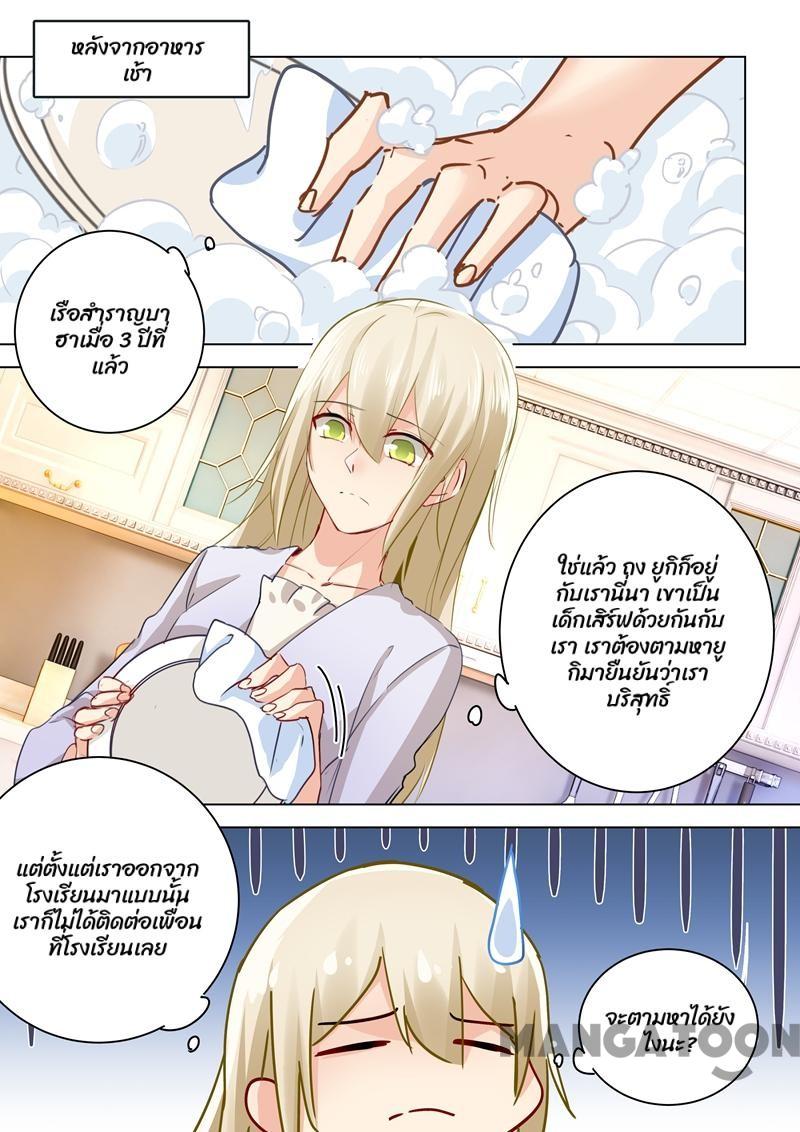 หลังจากอาหาร
เช้า
เรือสำราญบา
ฮาเมื่อ 3 ปีที่
แล้ว
ใช่แล้ว ถง ยูกิก็อยู่
กับเรานี่นา เขาเป็น
เด็กเสิร์ฟด้วยกันกับ
เรา เราต้องตามหายู
กิมายืนยันว่าเรา
บริสุทธิ์
แต่ตั้งแต่เราออกจาก
โรงเรียนมาแบบนั้น
เราก็ไม่ได้ติดต่อเพื่อน
ที่โรงเรียนเลย
จะตามหาได้ยัง
ไงนะ?
MANGATOON